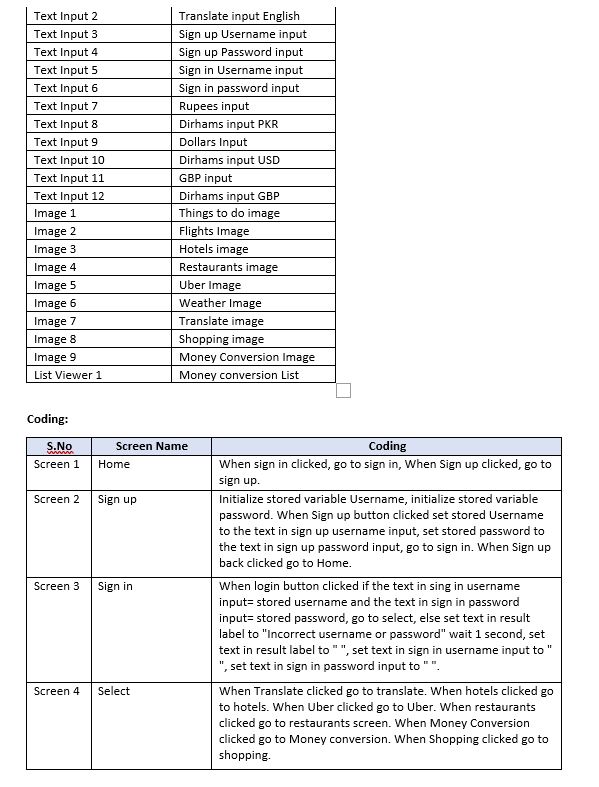 Text Input 2 Translate input English
Text Input 3 Sign up Username input
Text Input 4 Sign up Password input
Text Input 5 Sign in Username input
Text Input 6 Sign in password input
Text Input 7 Rupees input
Text Input 8 Dirhams input PKR
Text Input 9 Dollars Input
Text Input 10 Dirhams input USD
Text Input 11 GBP input
Text Input 12 Dirhams input GBP
Image 1 Things to do image
Image 2 Flights Image
Image 3 Hotels image
Image 4 Restaurants image
Image 5 Uber Image
Image 6 Weather Image
Image 7 Translate image
Image 8 Shopping image
Image 9 Money Conversion Image
List Viewer 1 Money conversion List
Coding:
S.No Screen Name Coding
Screen 1 Home When sign in clicked, go to sign in, When Sign up clicked, go to
sign up.
Screen 2 Sign up Initialize stored variable Username, initialize stored variable
password. When Sign up button clicked set stored Username
to the text in sign up username input, set stored password to
the text in sign up password input, go to sign in. When Sign up
back clicked go to Home.
Screen 3 Sign in When login button clicked if the text in sing in username
input= stored username and the text in sign in password
input= stored password, go to select, else set text in result
label to "Incorrect username or password" wait 1 second, set
text in result label to " ", set text in sign in username input to "
", set text in sign in password input to " ".
Screen 4 Select When Translate clicked go to translate. When hotels clicked go
to hotels. When Uber clicked go to Uber. When restaurants
clicked go to restaurants screen. When Money Conversion
clicked go to Money conversion. When Shopping clicked go to
shopping.